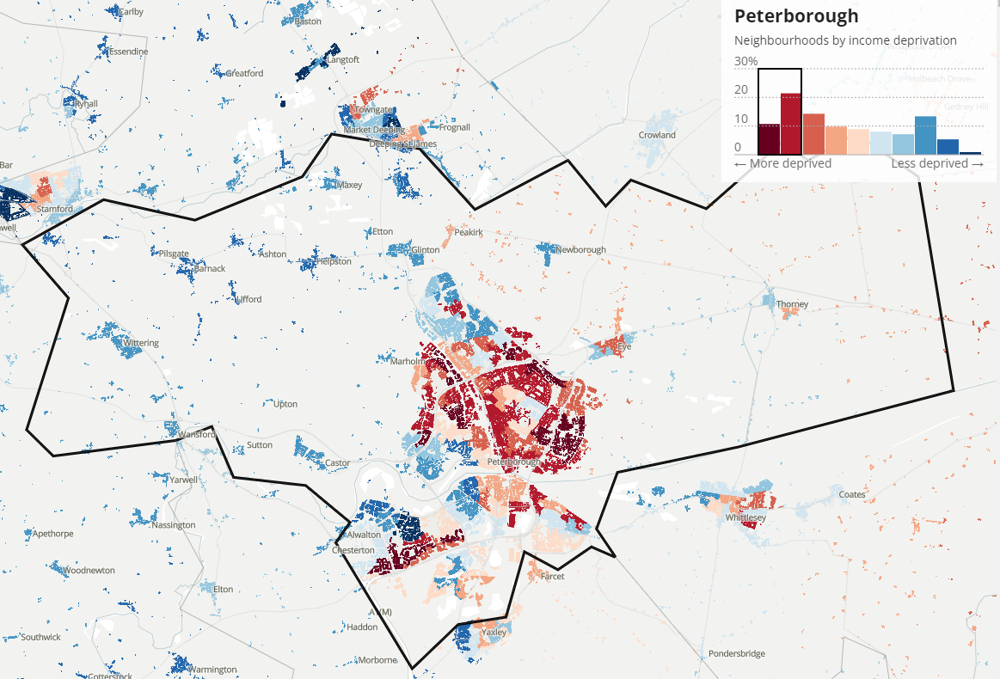 Carlby
Baston
Peterborough
Neighbourhoods by income deprivation
Essendine
Langtoft
30%
Greatford
Holbeach Drove
20
Ryhall
Towngate
Gedney Hill
10
Market Deeping
Frognall
Crowland
Deeping St James
0
Bar
← More deprived
Less deprived →
Maxey
Stamford
well
Etton
Peakirk
Pilsgate
Ashton
Glinton
Newborough
Barnack
Helpston
Ufford
Thorney
Wittering
Eye
Marholm
Upton
Wansford
Sutton
Castor
Peterborough
Yarwell
Coates
Nassington
Whittlesey
Apethorpe
Alwalton
Chesterton
Woodnewton
Farcet
Elton
A1(M)
Haddon
Yaxley
Southwick
Pondersbridge
Morborne
Warmington
Cotterstock